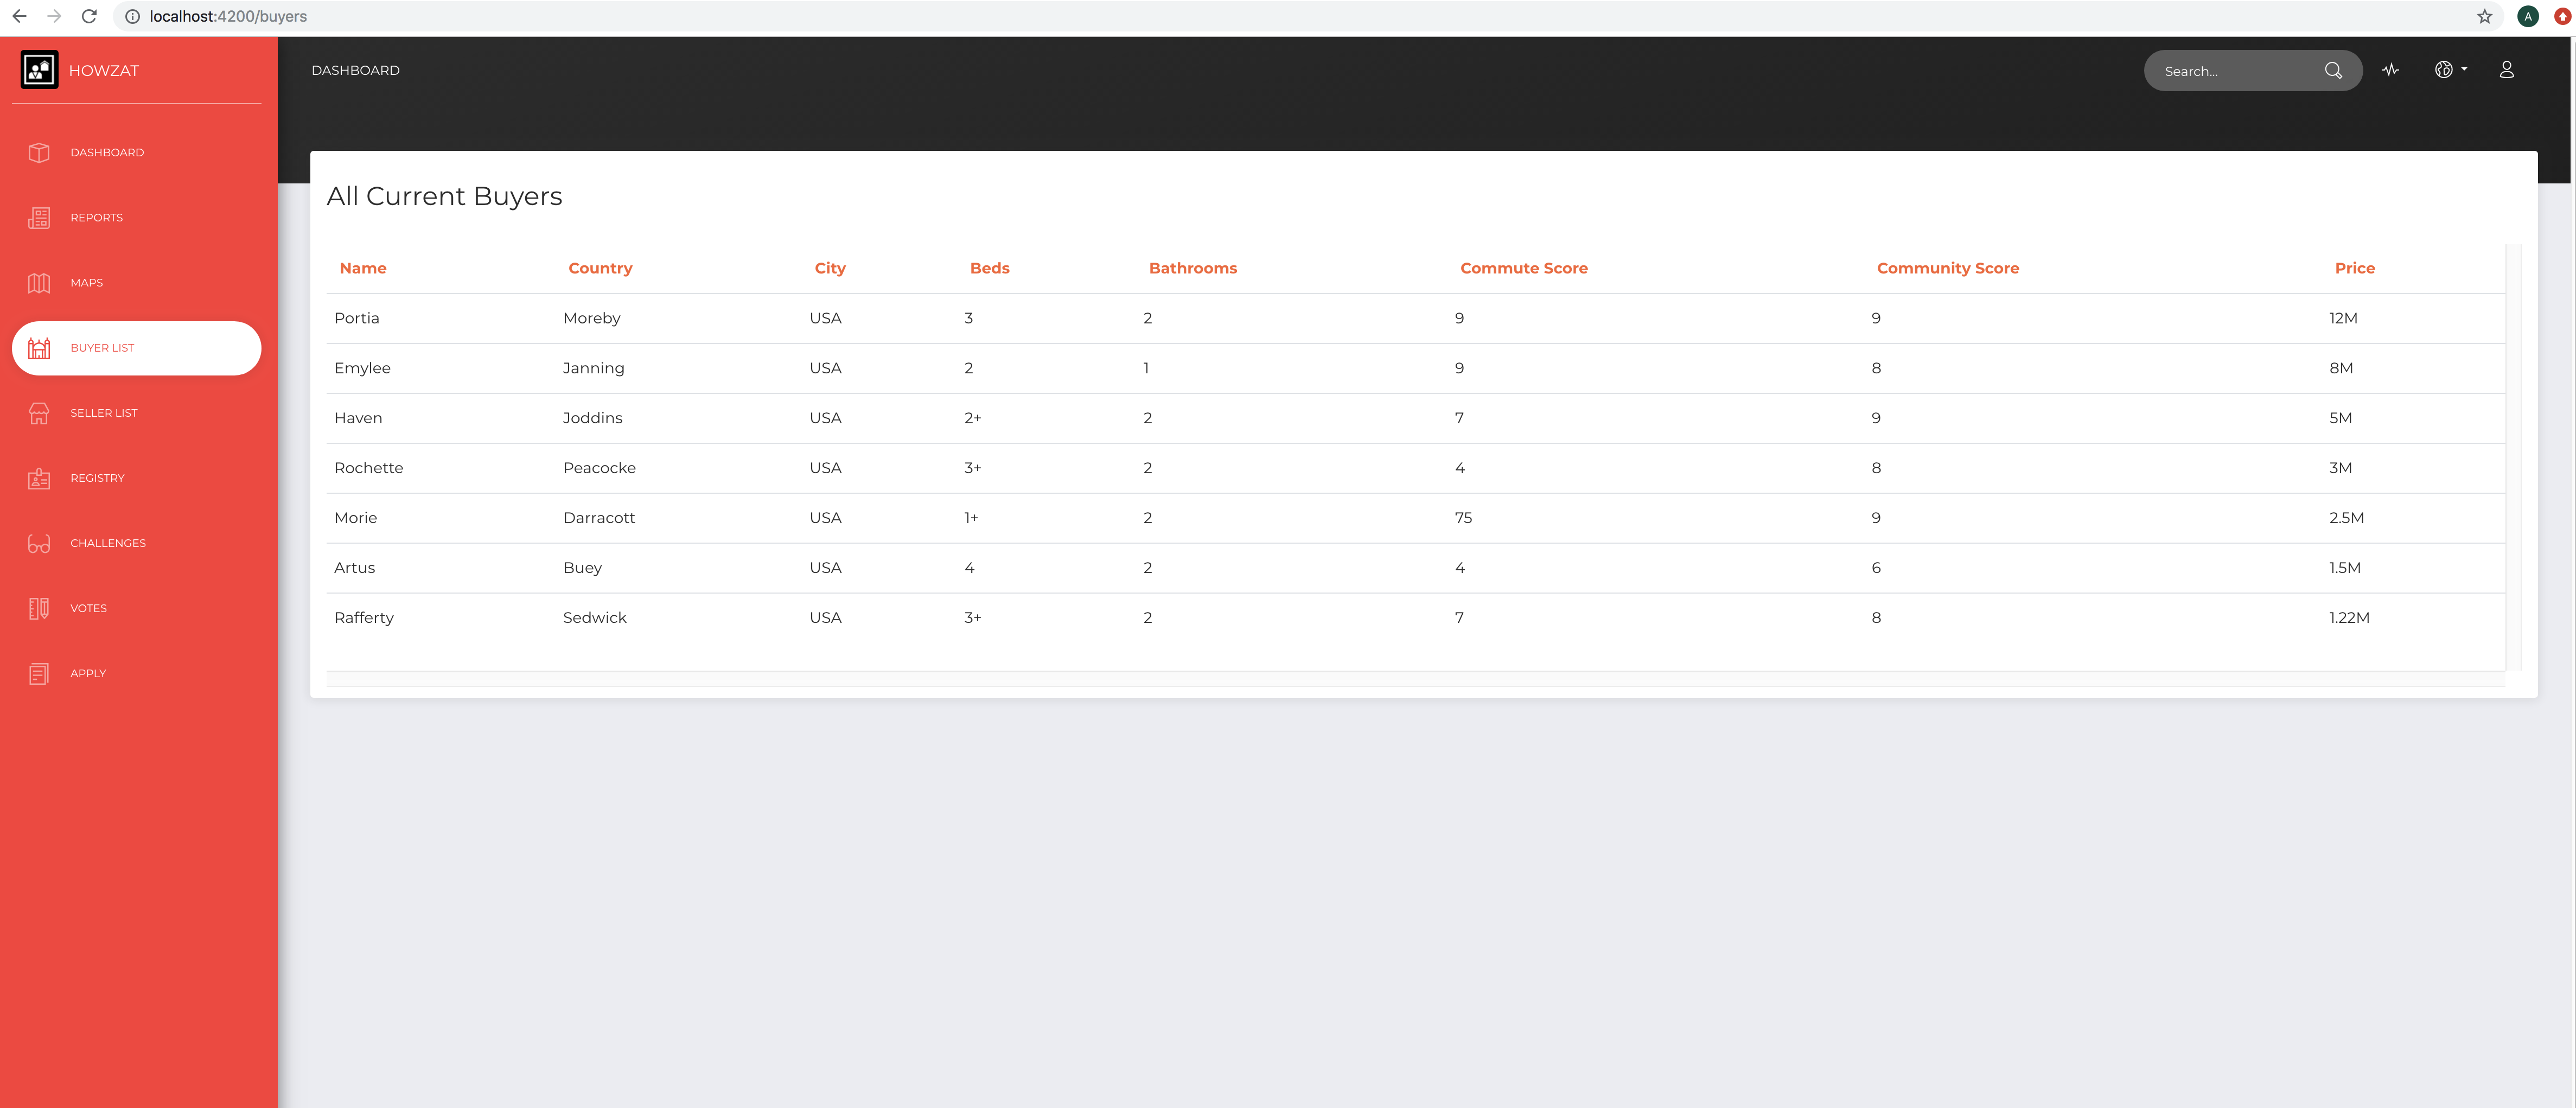 localhost:4200/buyers
A
HOWZAT
DASHBOARD
Search...
DASHBOARD
REPORTS
MAPS
BUYER LIST
SELLER LIST
REGISTRY
CHALLENGES
VOTES
APPLY
All Current Buyers
Name Country City Beds Bathrooms Commute Score Community Score Price
Portia Moreby USA 3 2 9 9 12M
Emylee Janning USA 2 1 9 8 8M
Haven Joddins USA 2+ 2 7 9 5M
Rochette Peacocke USA 3+ 2 4 8 3M
Morie Darracott USA 1+ 2 75 9 2.5M
Artus Buey USA 4 2 4 6 1.5M
Rafferty Sedwick USA 3+ 2 7 8 1.22M